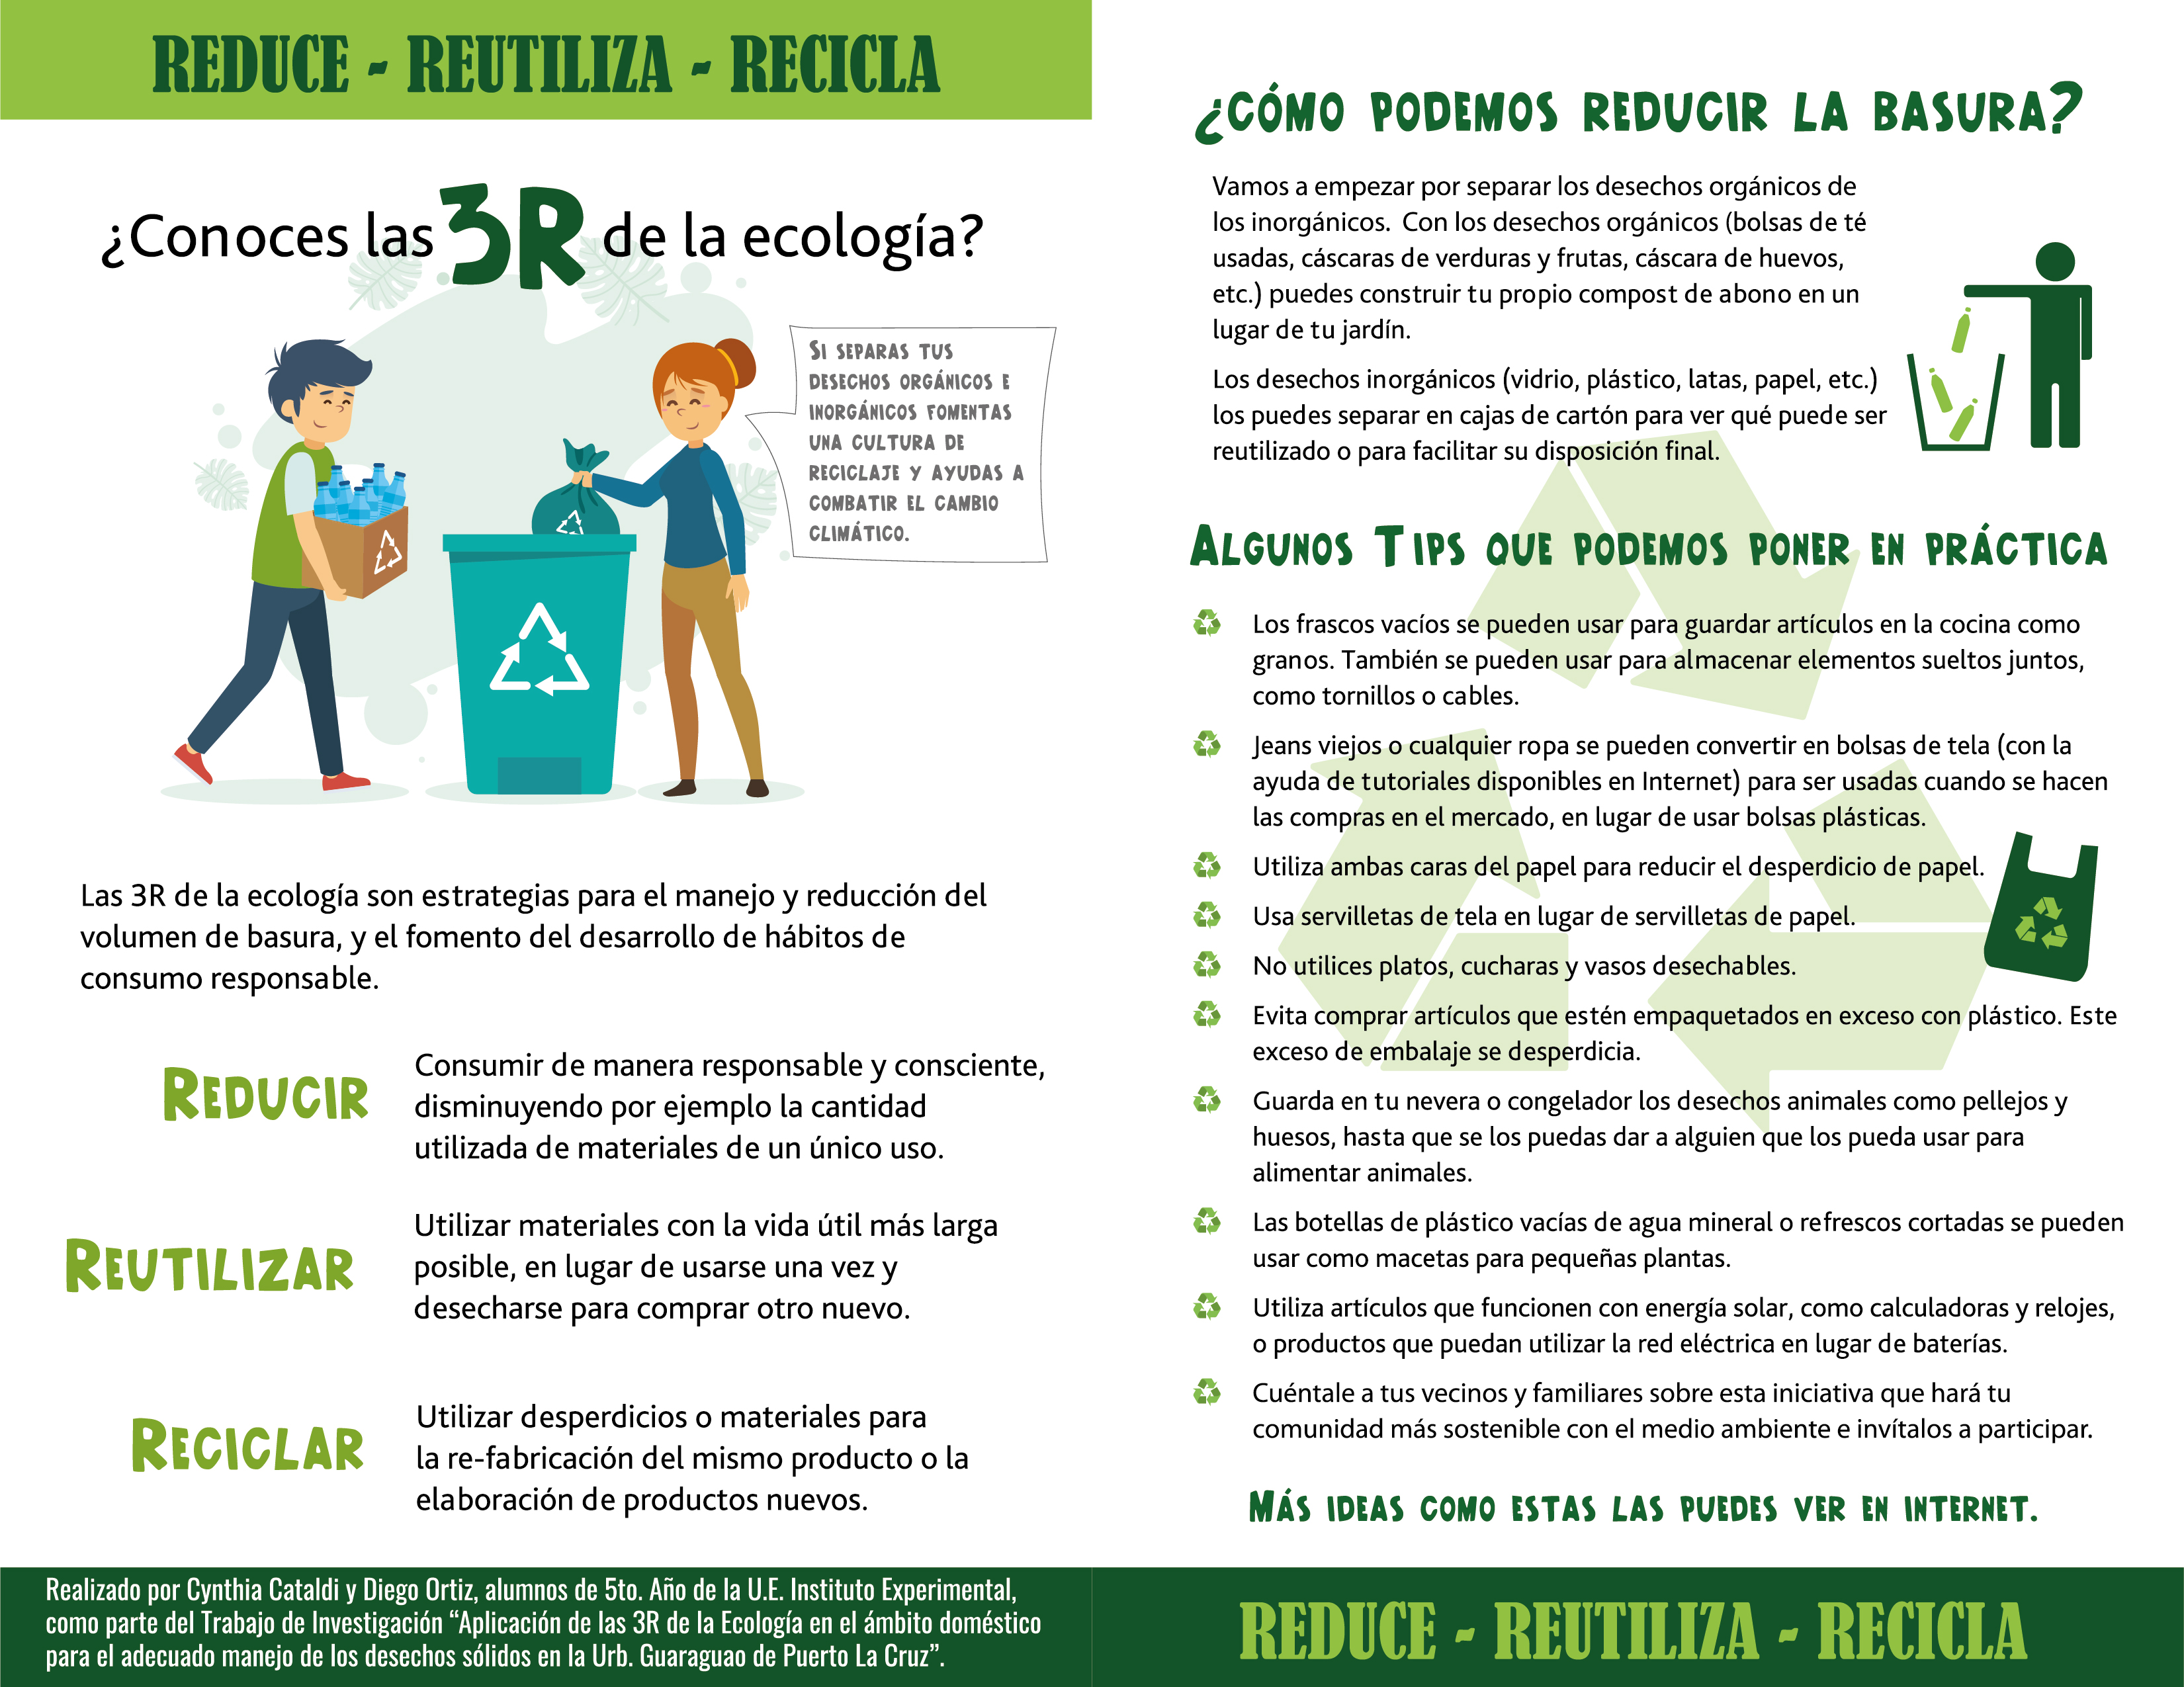 REDUCE - REUTILIZA - RECICLA
¿Conoces las 3R de la ecología?
Si separas tus
desechos orgánicos e
inorgánicos fomentas
una cultura de
reciclaje y ayudas a
combatir el cambio
climático.
Las 3R de la ecología son estrategias para el manejo y reducción del
volumen de basura, y el fomento del desarrollo de hábitos de
consumo responsable.
Reducir
Consumir de manera responsable y consciente,
disminuyendo por ejemplo la cantidad
utilizada de materiales de un único uso.
Reutilizar
Utilizar materiales con la vida útil más larga
posible, en lugar de usarse una vez y
desecharse para comprar otro nuevo.
Reciclar
Utilizar desperdicios o materiales para
la re-fabricación del mismo producto o la
elaboración de productos nuevos.
Realizado por Cynthia Cataldi y Diego Ortiz, alumnos de 5to. Año de la U.E. Instituto Experimental,
como parte del Trabajo de Investigación “Aplicación de las 3R de la Ecología en el ámbito doméstico
para el adecuado manejo de los desechos sólidos en la Urb. Guaraguao de Puerto La Cruz”.
¿Cómo podemos reducir la basura?
Vamos a empezar por separar los desechos orgánicos de
los inorgánicos. Con los desechos orgánicos (bolsas de té
usadas, cáscaras de verduras y frutas, cáscara de huevos,
etc.) puedes construir tu propio compost de abono en un
lugar de tu jardín.
Los desechos inorgánicos (vidrio, plástico, latas, papel, etc.)
los puedes separar en cajas de cartón para ver qué puede ser
reutilizado o para facilitar su disposición final.
Algunos Tips que podemos poner en práctica
Los frascos vacíos se pueden usar para guardar artículos en la cocina como
granos. También se pueden usar para almacenar elementos sueltos juntos,
como tornillos o cables.
Jeans viejos o cualquier ropa se pueden convertir en bolsas de tela (con la
ayuda de tutoriales disponibles en Internet) para ser usadas cuando se hacen
las compras en el mercado, en lugar de usar bolsas plásticas.
Utiliza ambas caras del papel para reducir el desperdicio de papel.
Usa servilletas de tela en lugar de servilletas de papel.
No utilices platos, cucharas y vasos desechables.
Evita comprar artículos que estén empaquetados en exceso con plástico. Este
exceso de embalaje se desperdicia.
Guarda en tu nevera o congelador los desechos animales como pellejos y
huesos, hasta que se los puedas dar a alguien que los pueda usar para
alimentar animales.
Las botellas de plástico vacías de agua mineral o refrescos cortadas se pueden
usar como macetas para pequeñas plantas.
Utiliza artículos que funcionen con energía solar, como calculadoras y relojes,
o productos que puedan utilizar la red eléctrica en lugar de baterías.
Cuéntale a tus vecinos y familiares sobre esta iniciativa que hará tu
comunidad más sostenible con el medio ambiente e invítalos a participar.
Más ideas como estas las puedes ver en internet.
REDUCE - REUTILIZA - RECICLA